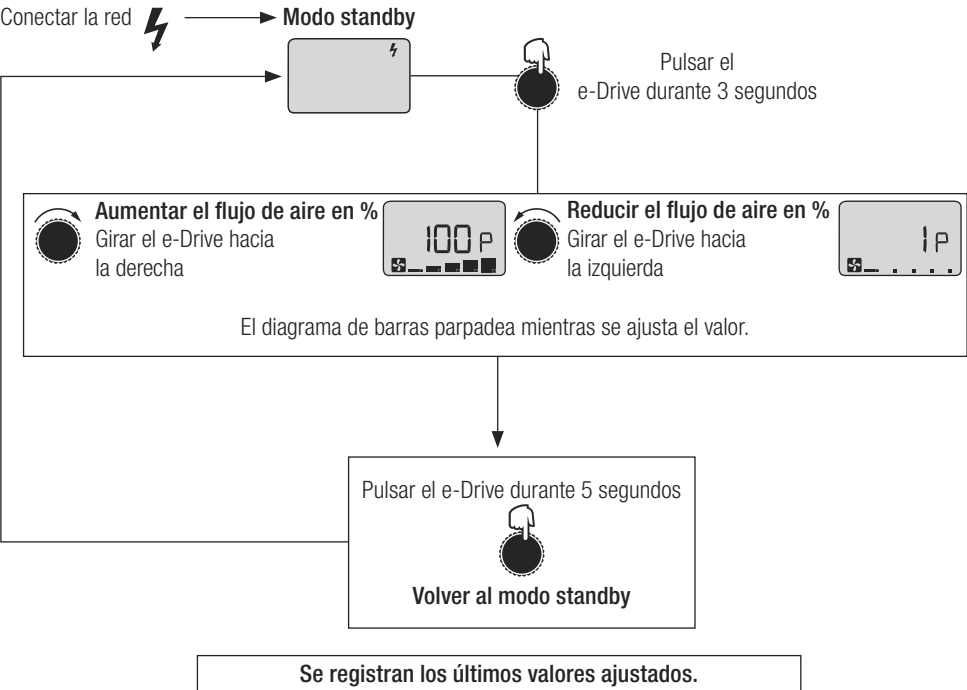 Conectar la red
Modo standby
Pulsar el
e-Drive durante 3 segundos
Aumentar el flujo de aire en %
Girar el e-Drive hacia
la derecha
100 P
Reducir el flujo de aire en %
Girar el e-Drive hacia
la izquierda
1 P
El diagrama de barras parpadea mientras se ajusta el valor.
Pulsar el e-Drive durante 5 segundos
Volver al modo standby
Se registran los últimos valores ajustados.